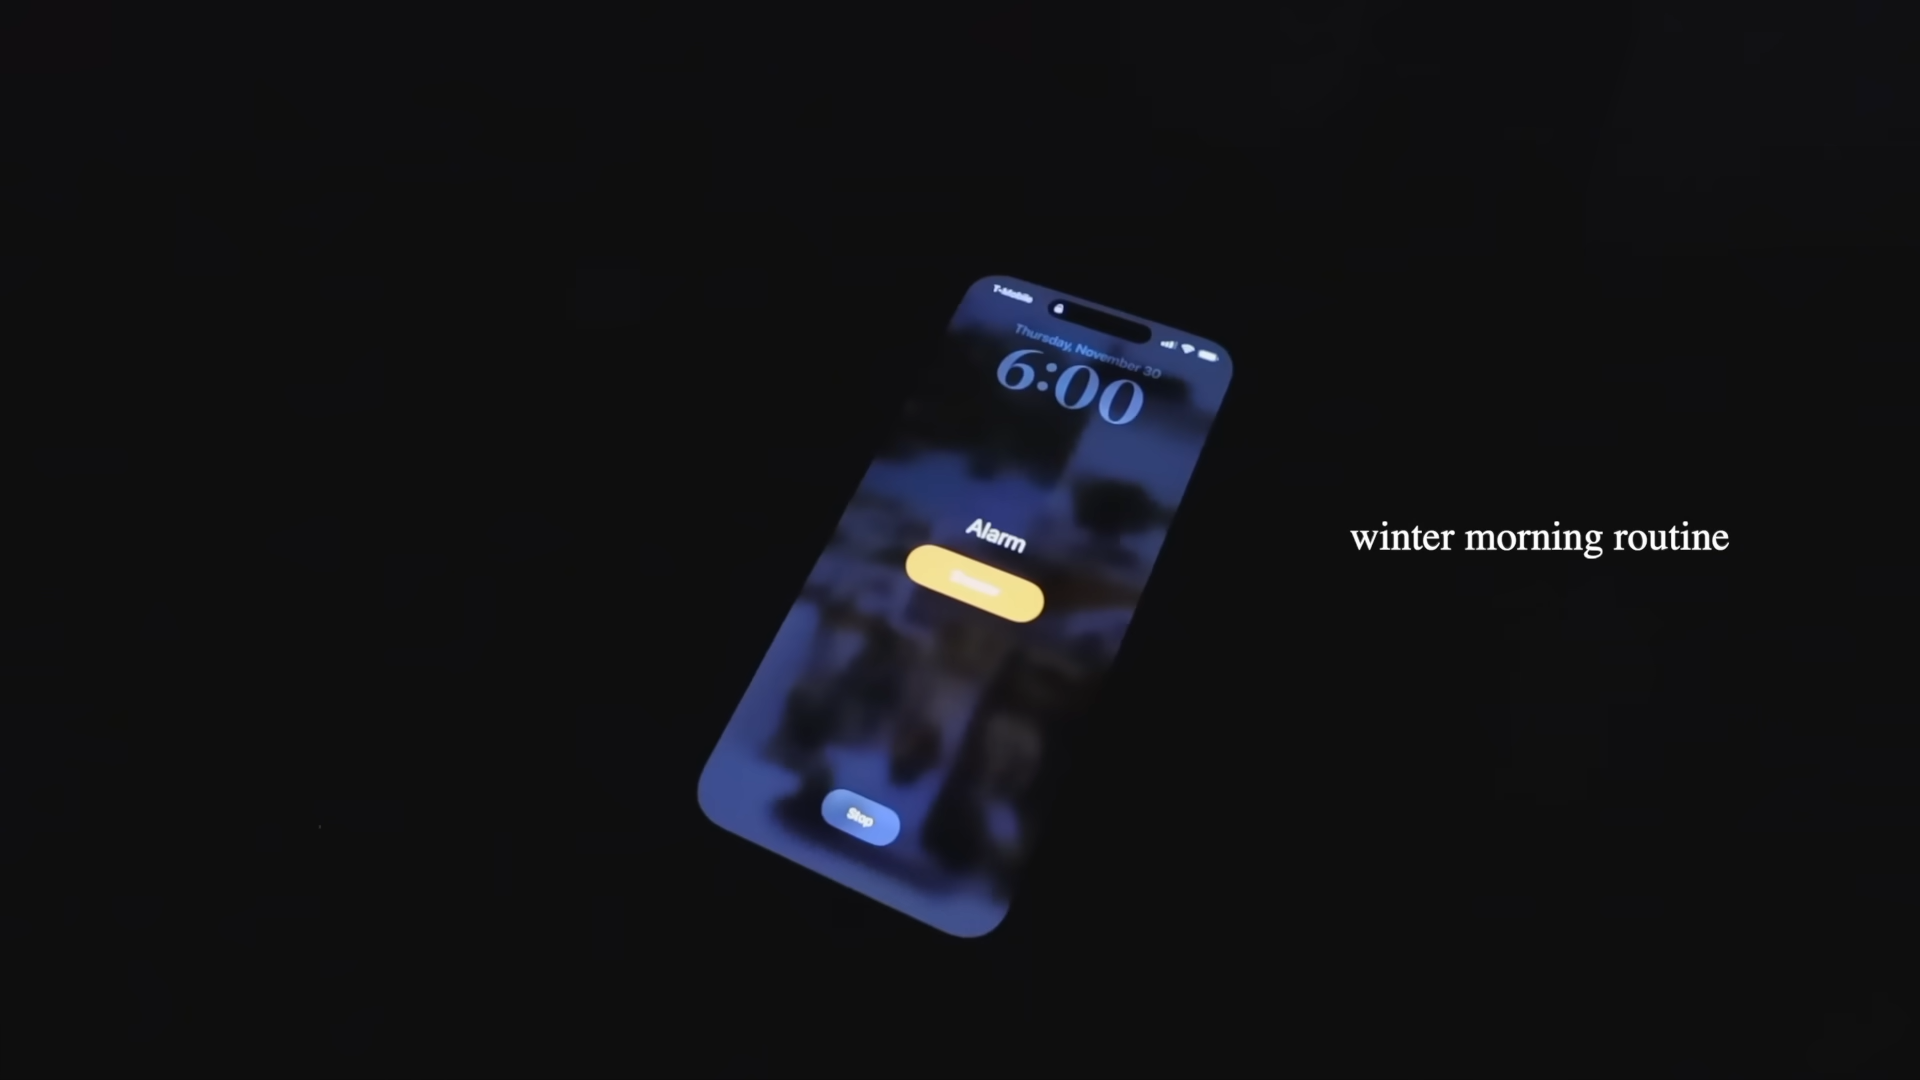 T-Mobile
Thursday, November 30
6:00
Alarm
Stop
winter morning routine